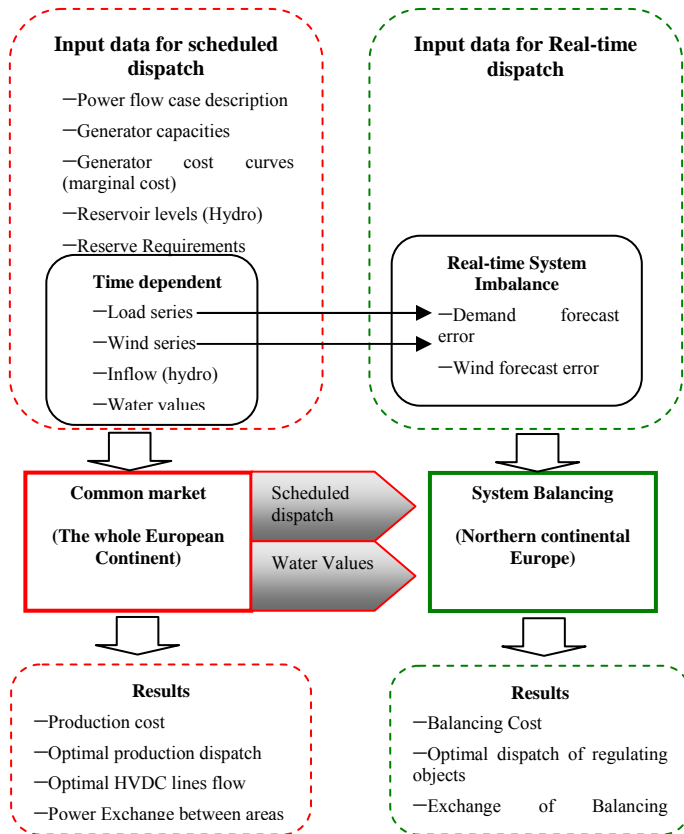 Input data for scheduled
dispatch
—Power flow case description
—Generator capacities
—Generator cost curves
(marginal cost)
—Reservoir levels (Hydro)
—Reserve Requirements
Time dependent
—Load series
—Wind series
—Inflow (hydro)
—Water values
Input data for Real-time
dispatch
Real-time System
Imbalance
—Demand forecast
error
—Wind forecast error
Common market
(The whole European
Continent)
Scheduled
dispatch
Water Values
System Balancing
(Northern continental
Europe)
Results
—Production cost
—Optimal production dispatch
—Optimal HVDC lines flow
—Power Exchange between areas
Results
—Balancing Cost
—Optimal dispatch of regulating
objects
—Exchange of Balancing